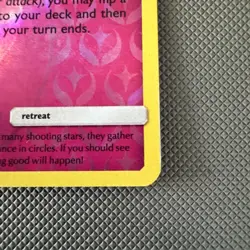 attack), you may flip a
to your deck and then
your turn ends.
retreat
many shooting stars, they gather
ance in circles. If you should see
g good will happen!